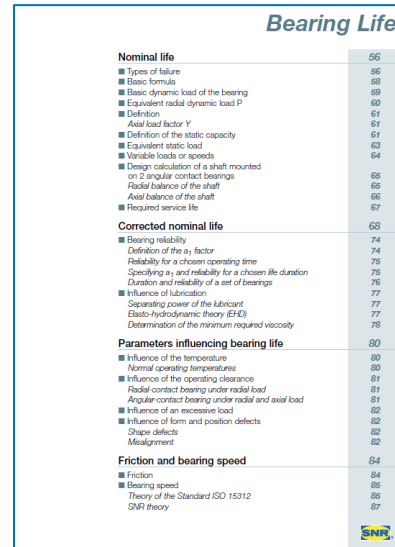 Bearing Life
Nominal life 56
■ Types of failure 56
■ Basic formula 58
■ Basic dynamic load of the bearing 59
■ Equivalent radial dynamic load P 60
■ Definition 61
Axial load factor Y 61
■ Definition of the static capacity 61
■ Equivalent static load 63
■ Variable loads or speeds 64
■ Design calculation of a shaft mounted
on 2 angular contact bearings 65
Radial balance of the shaft 65
Axial balance of the shaft 66
■ Required service life 67
Corrected nominal life 68
■ Bearing reliability 74
Definition of the a1 factor 74
Reliability for a chosen operating time 75
Specifying a1 and reliability for a chosen life duration 75
Duration and reliability of a set of bearings 76
■ Influence of lubrication 77
Separating power of the lubricant 77
Elasto-hydrodynamic theory (EHD) 77
Determination of the minimum required viscosity 78
Parameters influencing bearing life 80
■ Influence of the temperature 80
Normal operating temperatures 80
■ Influence of the operating clearance 81
Radial-contact bearing under radial load 81
Angular-contact bearing under radial and axial load 81
■ Influence of an excessive load 82
■ Influence of form and position defects 82
Shape defects 82
Misalignment 82
Friction and bearing speed 84
■ Friction 84
■ Bearing speed 85
Theory of the Standard ISO 15312 85
SNR theory 87
SNR